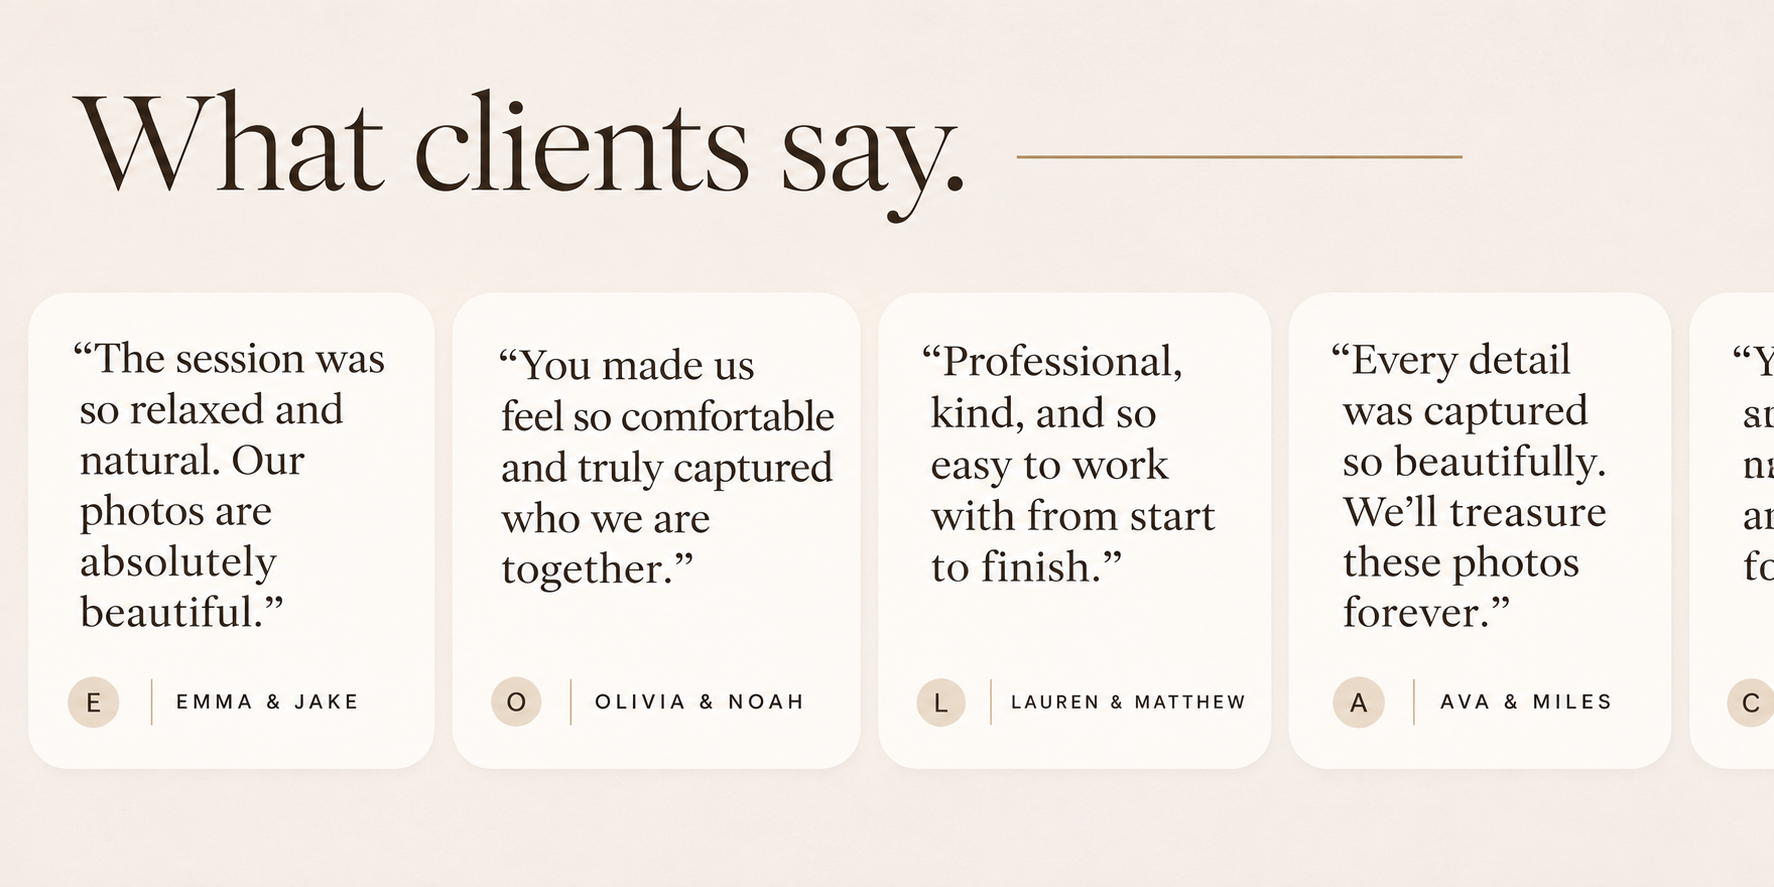 What clients say.
“The session was
so relaxed and
natural. Our
photos are
absolutely
beautiful.”
E
EMMA & JAKE
“You made us
feel so comfortable
and truly captured
who we are
together.”
O
OLIVIA & NOAH
“Professional,
kind, and so
easy to work
with from start
to finish.”
L
LAUREN & MATTHEW
“Every detail
was captured
so beautifully.
We’ll treasure
these photos
forever.”
A
AVA & MILES
C